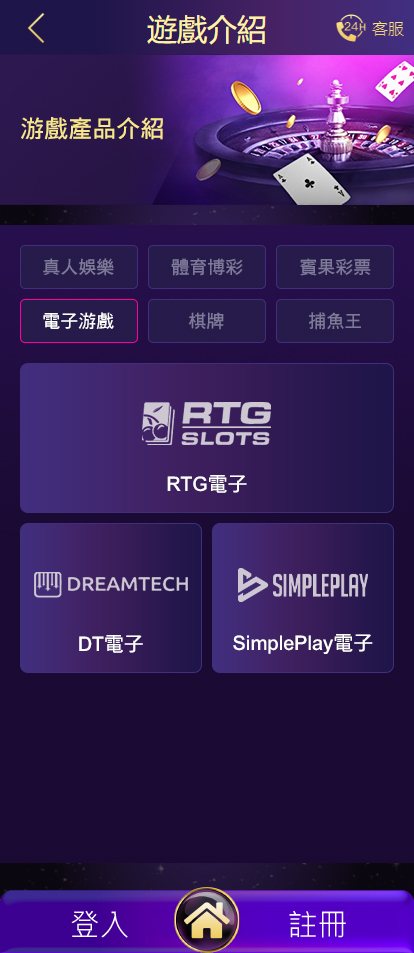 遊戲介紹
24H 客服
游戲產品介紹
真人娛樂 體育博彩 賓果彩票
電子游戲 棋牌 捕魚王
RTG
SLOTS
RTG電子
DREAMTECH SIMPLEPLAY
DT電子 SimplePlay電子
登入 註冊